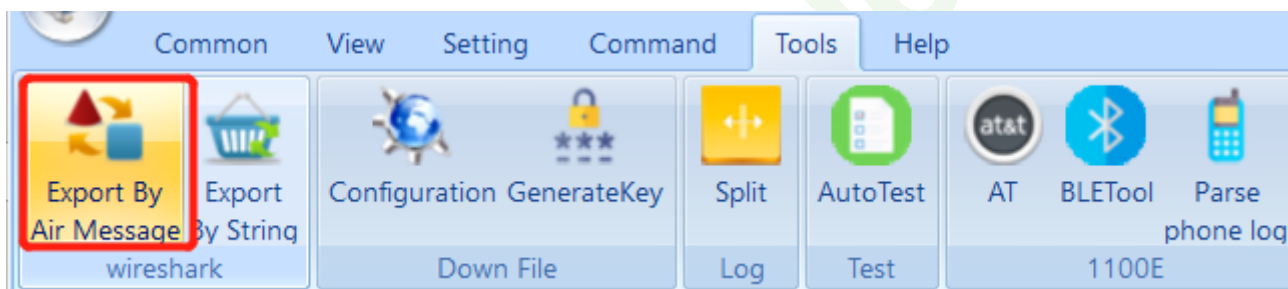 Common View Setting Command Tools Help
Export By Air Message
Export By String
Configuration
GenerateKey
***
Split
AutoTest
at&t
AT
BLETool
Parse phone log
wireshark
Down File
Log
Test
1100E